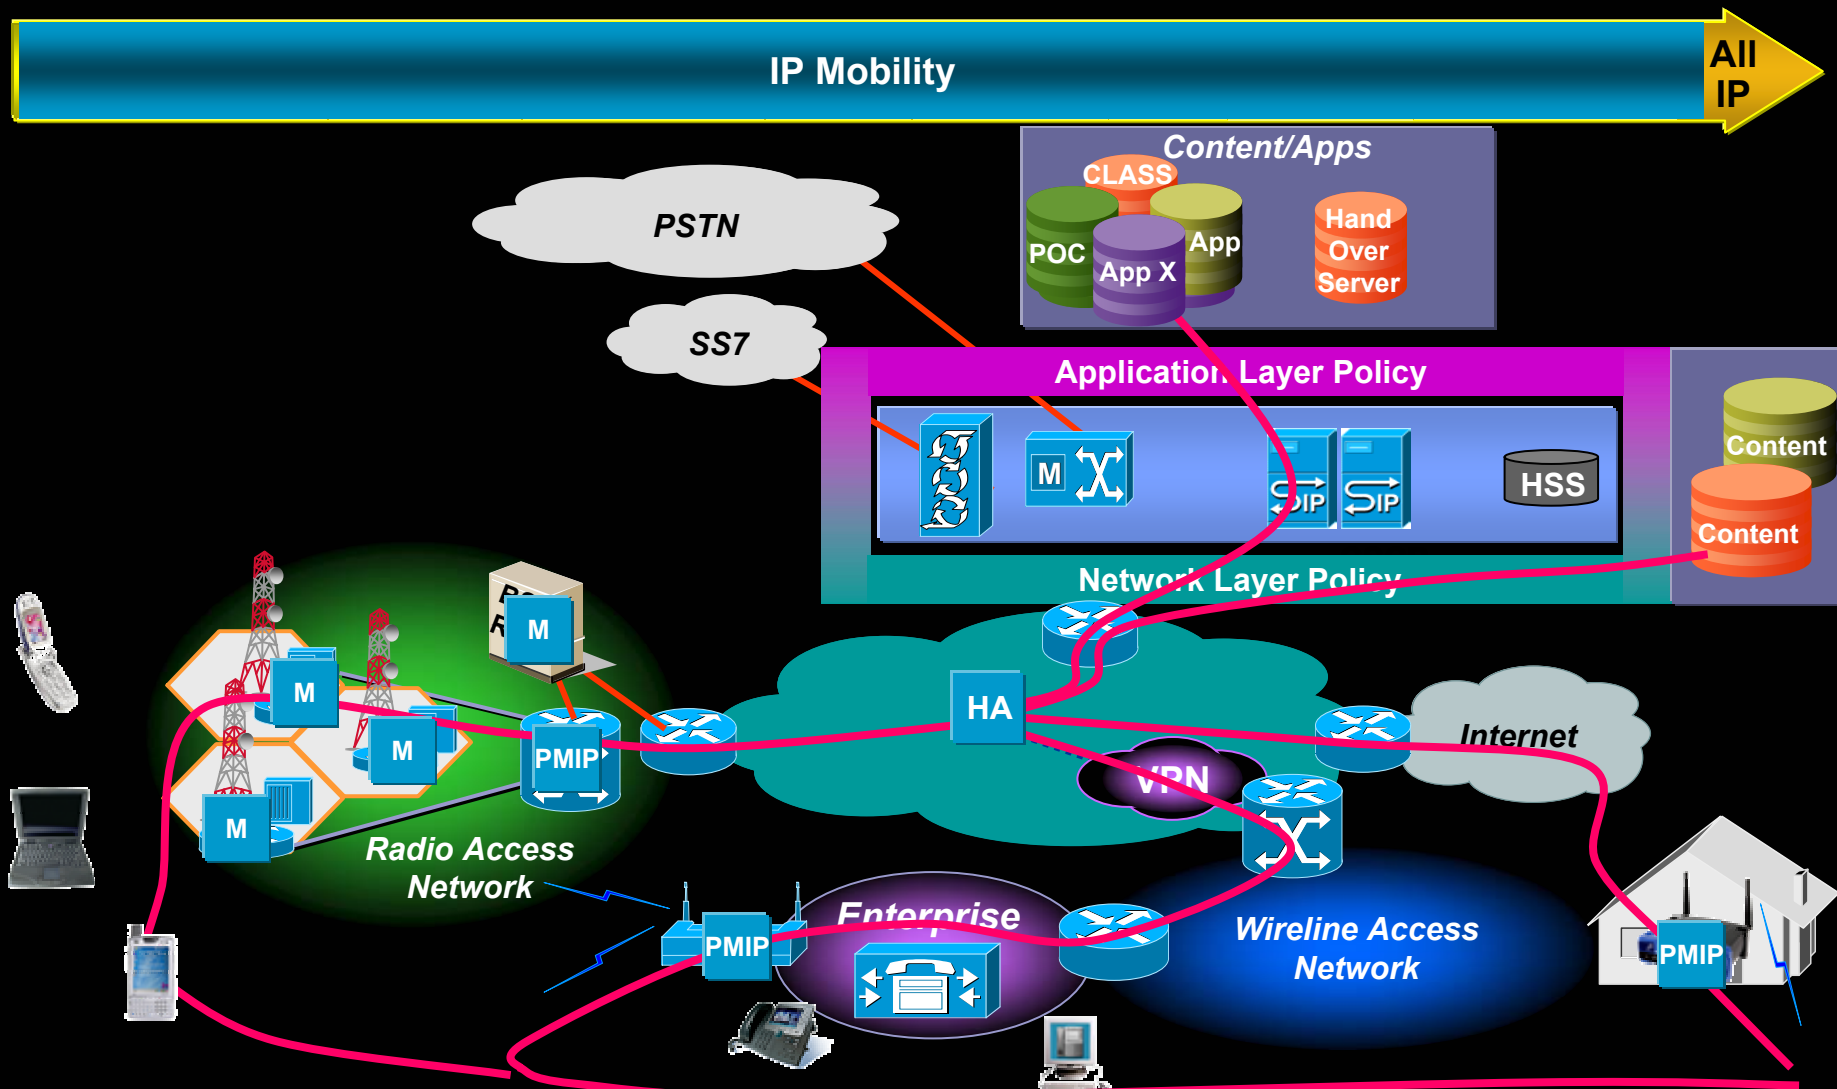 IP Mobility
All
IP
Content/Apps
CLASS
POC
App
App X
Hand
Over
Server
PSTN
SS7
Application Layer Policy
M
SIP
SIP
HSS
Content
Content
Network Layer Policy
M
M
M
M
PMIP
HA
Internet
VPN
Radio Access
Network
Enterprise
PMIP
Wireline Access
Network
PMIP